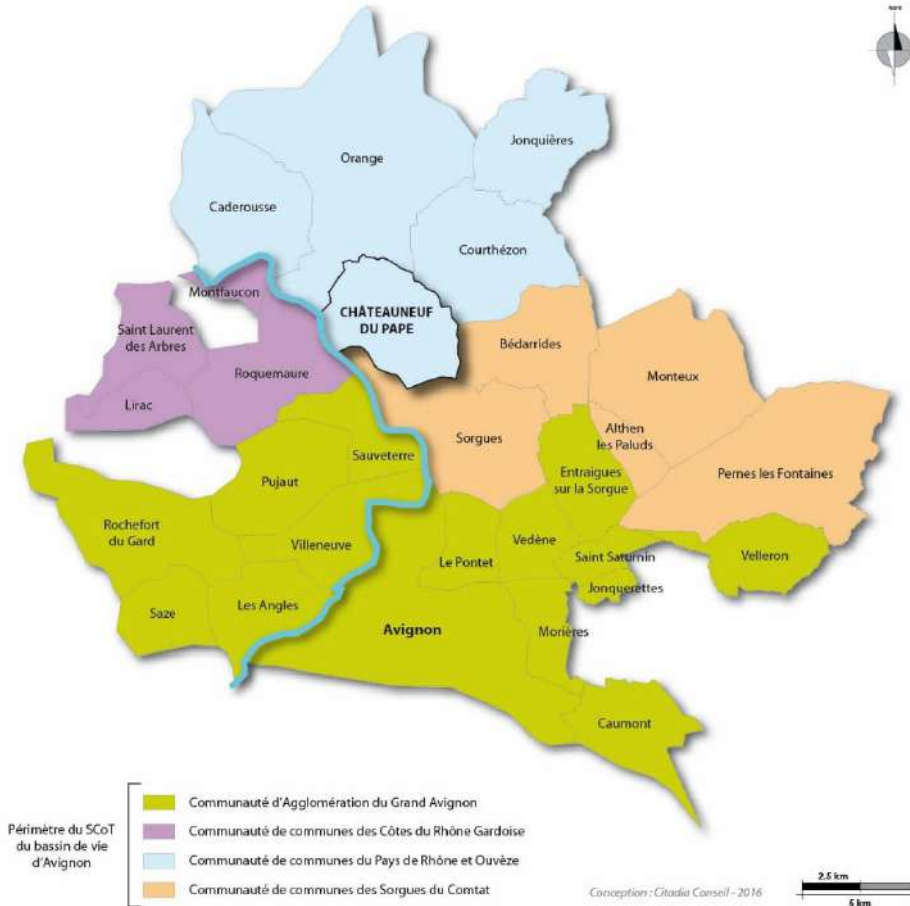 Nord
Orange
Jonquières
Caderousse
Courthézon
Montfaucon
CHÂTEAUNEUF
DU PAPE
Saint Laurent
des Arbres
Bédarrides
Roquemaure
Monteux
Lirac
Althen
les Paluds
Sorgues
Sauveterre
Entraigues
sur la Sorgue
Pernes les Fontaines
Pujaut
Rochefort
du Gard
Villeneuve
Vedène
Le Pontet
Saint Saturnin
Velleron
Jonquerettes
Saze
Les Angles
Avignon
Morières
Caumont
Périmètre du SCoT
du bassin de vie
d'Avignon
Communauté d'Agglomération du Grand Avignon
Communauté de communes des Côtes du Rhône Gardoise
Communauté de communes du Pays de Rhône et Ouvèze
Communauté de communes des Sorgues du Comtat
Conception : Citadia Conseil - 2016
2.5 km
5 km